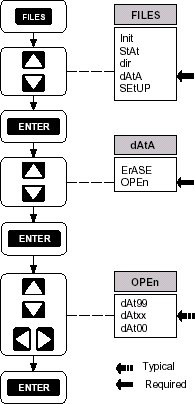 FILES
FILES
Init
StAt
dir
dAtA
SEtUP
ENTER
dAtA
ErASE
OPEn
ENTER
OPEn
dAt99
dAtxx
dAt00
Typical
Required
ENTER